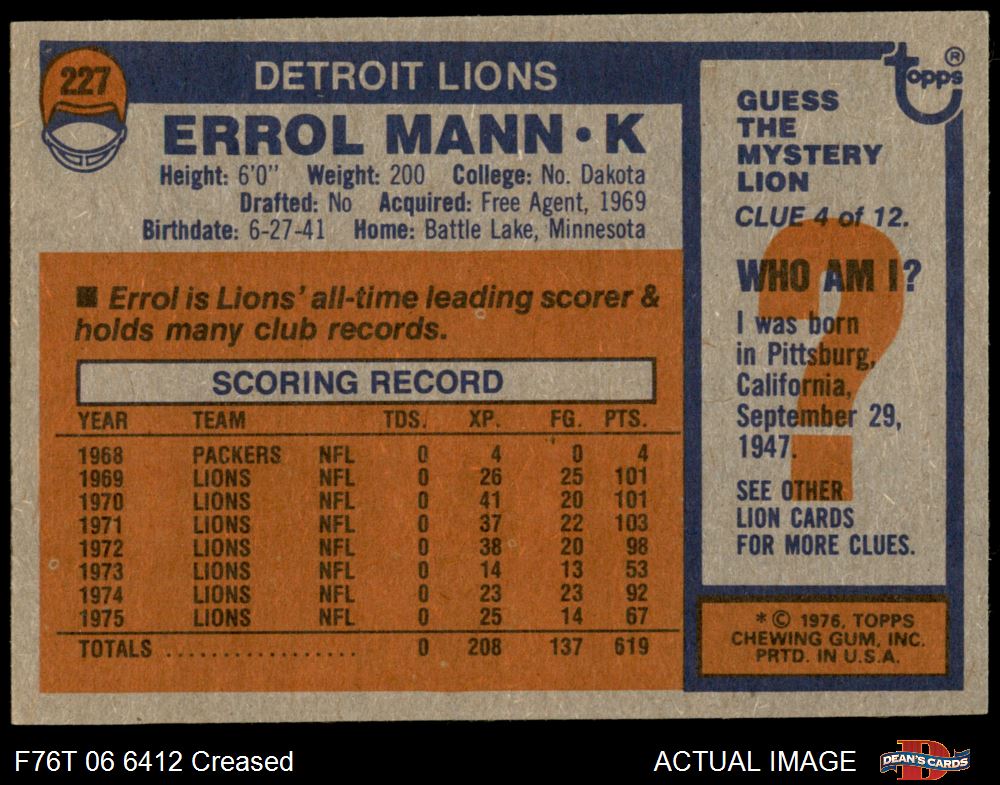 227
DETROIT LIONS
ERROL MANN • K
Height: 6'0" Weight: 200 College: No. Dakota
Drafted: No Acquired: Free Agent, 1969
Birthdate: 6-27-41 Home: Battle Lake, Minnesota
■ Errol is Lions' all-time leading scorer &
holds many club records.
SCORING RECORD
YEAR TEAM TDS. XP. FG. PTS.
1968 PACKERS NFL 0 4 0 4
1969 LIONS NFL 0 26 25 101
1970 LIONS NFL 0 41 20 101
1971 LIONS NFL 0 37 22 103
1972 LIONS NFL 0 38 20 98
1973 LIONS NFL 0 14 13 53
1974 LIONS NFL 0 23 23 92
1975 LIONS NFL 0 25 14 67
TOTALS .................. 0 208 137 619
topps ®
GUESS
THE
MYSTERY
LION
CLUE 4 of 12.
?
WHO AM I?
I was born
in Pittsburg,
California,
September 29,
1947.
SEE OTHER
LION CARDS
FOR MORE CLUES.
* © 1976, TOPPS
CHEWING GUM, INC.
PRTD. IN U.S.A.
F76T 06 6412 Creased
ACTUAL IMAGE
D
DEAN'S CARDS